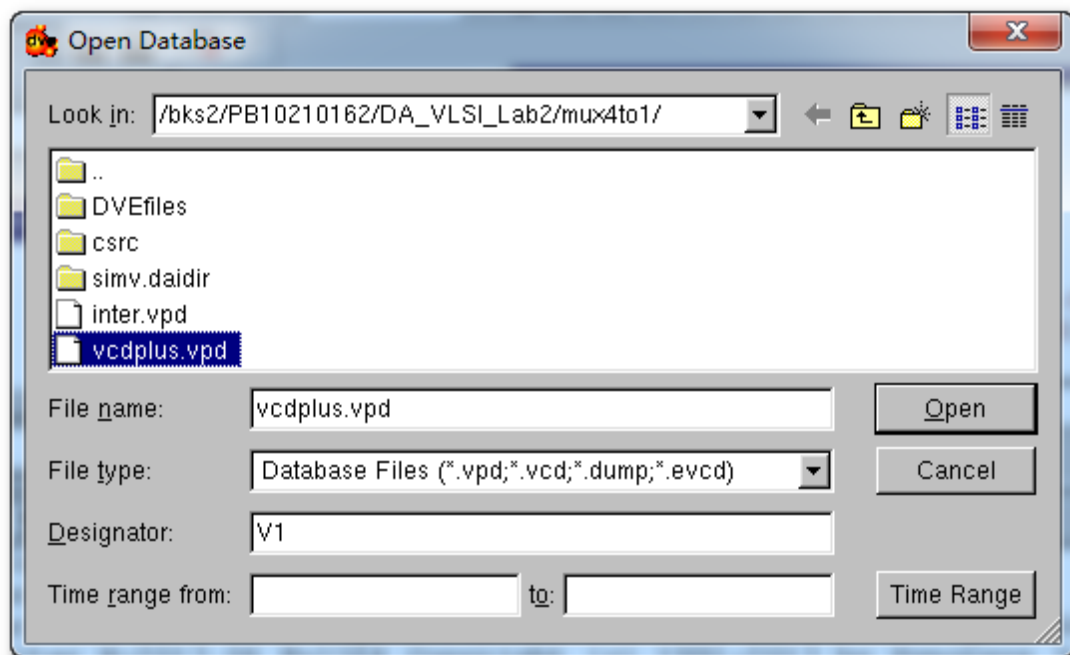 dve Open Database
Look in: /bks2/PB10210162/DA_VLSI_Lab2/mux4to1/
..
DVEfiles
csrc
simv.daidir
inter.vpd
vcdplus.vpd
File name: vcdplus.vpd Open
File type: Database Files (*.vpd;*.vcd;*.dump;*.evcd) Cancel
Designator: V1
Time range from: to: Time Range